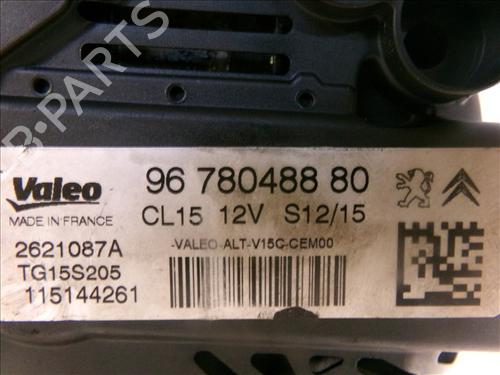 B-PARTS
Valeo
MADE IN FRANCE
2621087A
TG15S205
115144261
96 780488 80
CL15 12V S12/15
-VALEO-ALT-V15C-CEM00